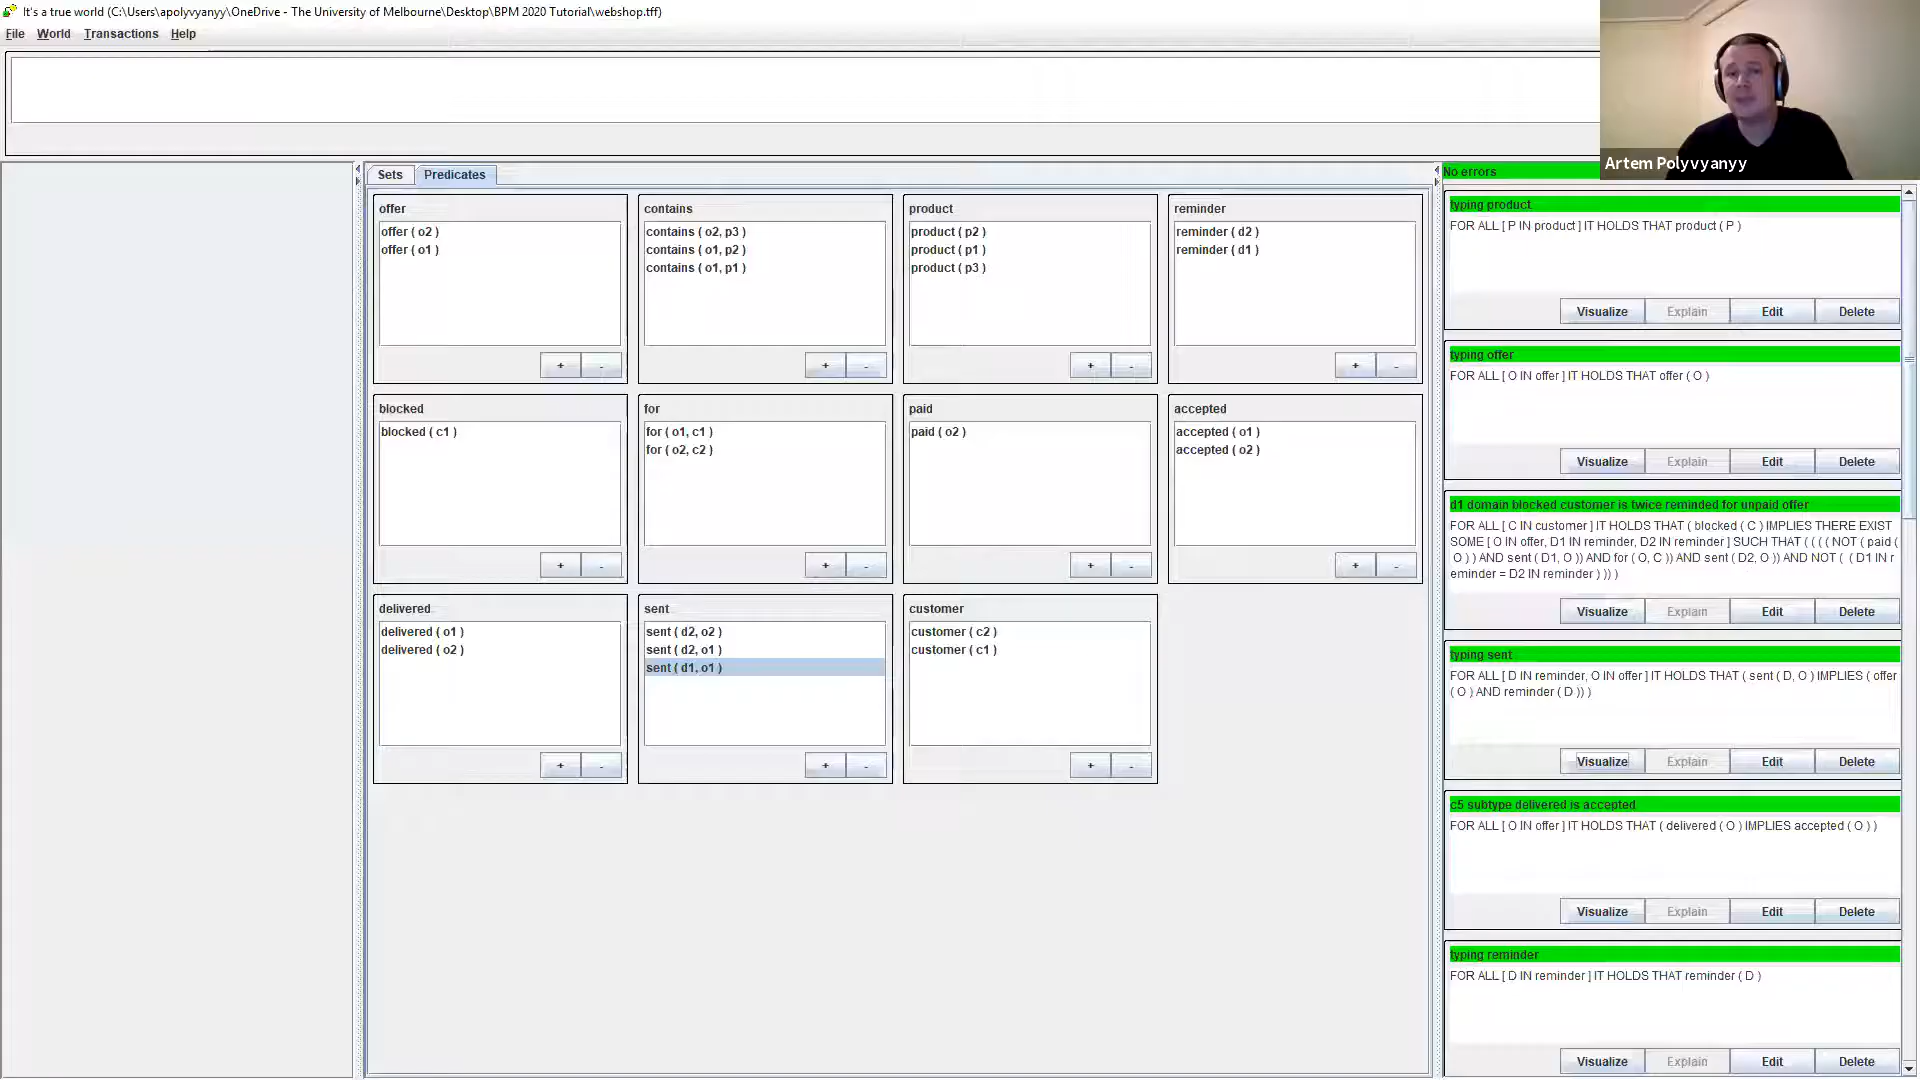 It's a true world (C:\Users\apolyvyanyy\OneDrive - The University of Melbourne\Desktop\BPM 2020 Tutorial\webshop.tff)
File World Transactions Help
Artem Polyvyanyy
Sets Predicates
No errors
offer
offer ( o2 )
offer ( o1 )
+ -
contains
contains ( o2, p3 )
contains ( o1, p2 )
contains ( o1, p1 )
+ -
product
product ( p2 )
product ( p1 )
product ( p3 )
+ -
reminder
reminder ( d2 )
reminder ( d1 )
+ -
blocked
blocked ( c1 )
+ -
for
for ( o1, c1 )
for ( o2, c2 )
+ -
paid
paid ( o2 )
+ -
accepted
accepted ( o1 )
accepted ( o2 )
+ -
delivered
delivered ( o1 )
delivered ( o2 )
+ -
sent
sent ( d2, o2 )
sent ( d2, o1 )
sent ( d1, o1 )
+ -
customer
customer ( c2 )
customer ( c1 )
+ -
typing product
FOR ALL [ P IN product ] IT HOLDS THAT product ( P )
Visualize Explain Edit Delete
typing offer
FOR ALL [ O IN offer ] IT HOLDS THAT offer ( O )
Visualize Explain Edit Delete
d1 domain blocked customer is twice reminded for unpaid offer
FOR ALL [ C IN customer ] IT HOLDS THAT ( blocked ( C ) IMPLIES THERE EXIST
SOME [ O IN offer, D1 IN reminder, D2 IN reminder ] SUCH THAT ( ( ( ( NOT ( paid (
O ) ) AND sent ( D1, O )) AND for ( O, C )) AND sent ( D2, O )) AND NOT ( ( D1 IN r
eminder = D2 IN reminder ) )) )
Visualize Explain Edit Delete
typing sent
FOR ALL [ D IN reminder, O IN offer ] IT HOLDS THAT ( sent ( D, O ) IMPLIES ( offer
( O ) AND reminder ( D )) )
Visualize Explain Edit Delete
c5 subtype delivered is accepted
FOR ALL [ O IN offer ] IT HOLDS THAT ( delivered ( O ) IMPLIES accepted ( O ) )
Visualize Explain Edit Delete
typing reminder
FOR ALL [ D IN reminder ] IT HOLDS THAT reminder ( D )
Visualize Explain Edit Delete